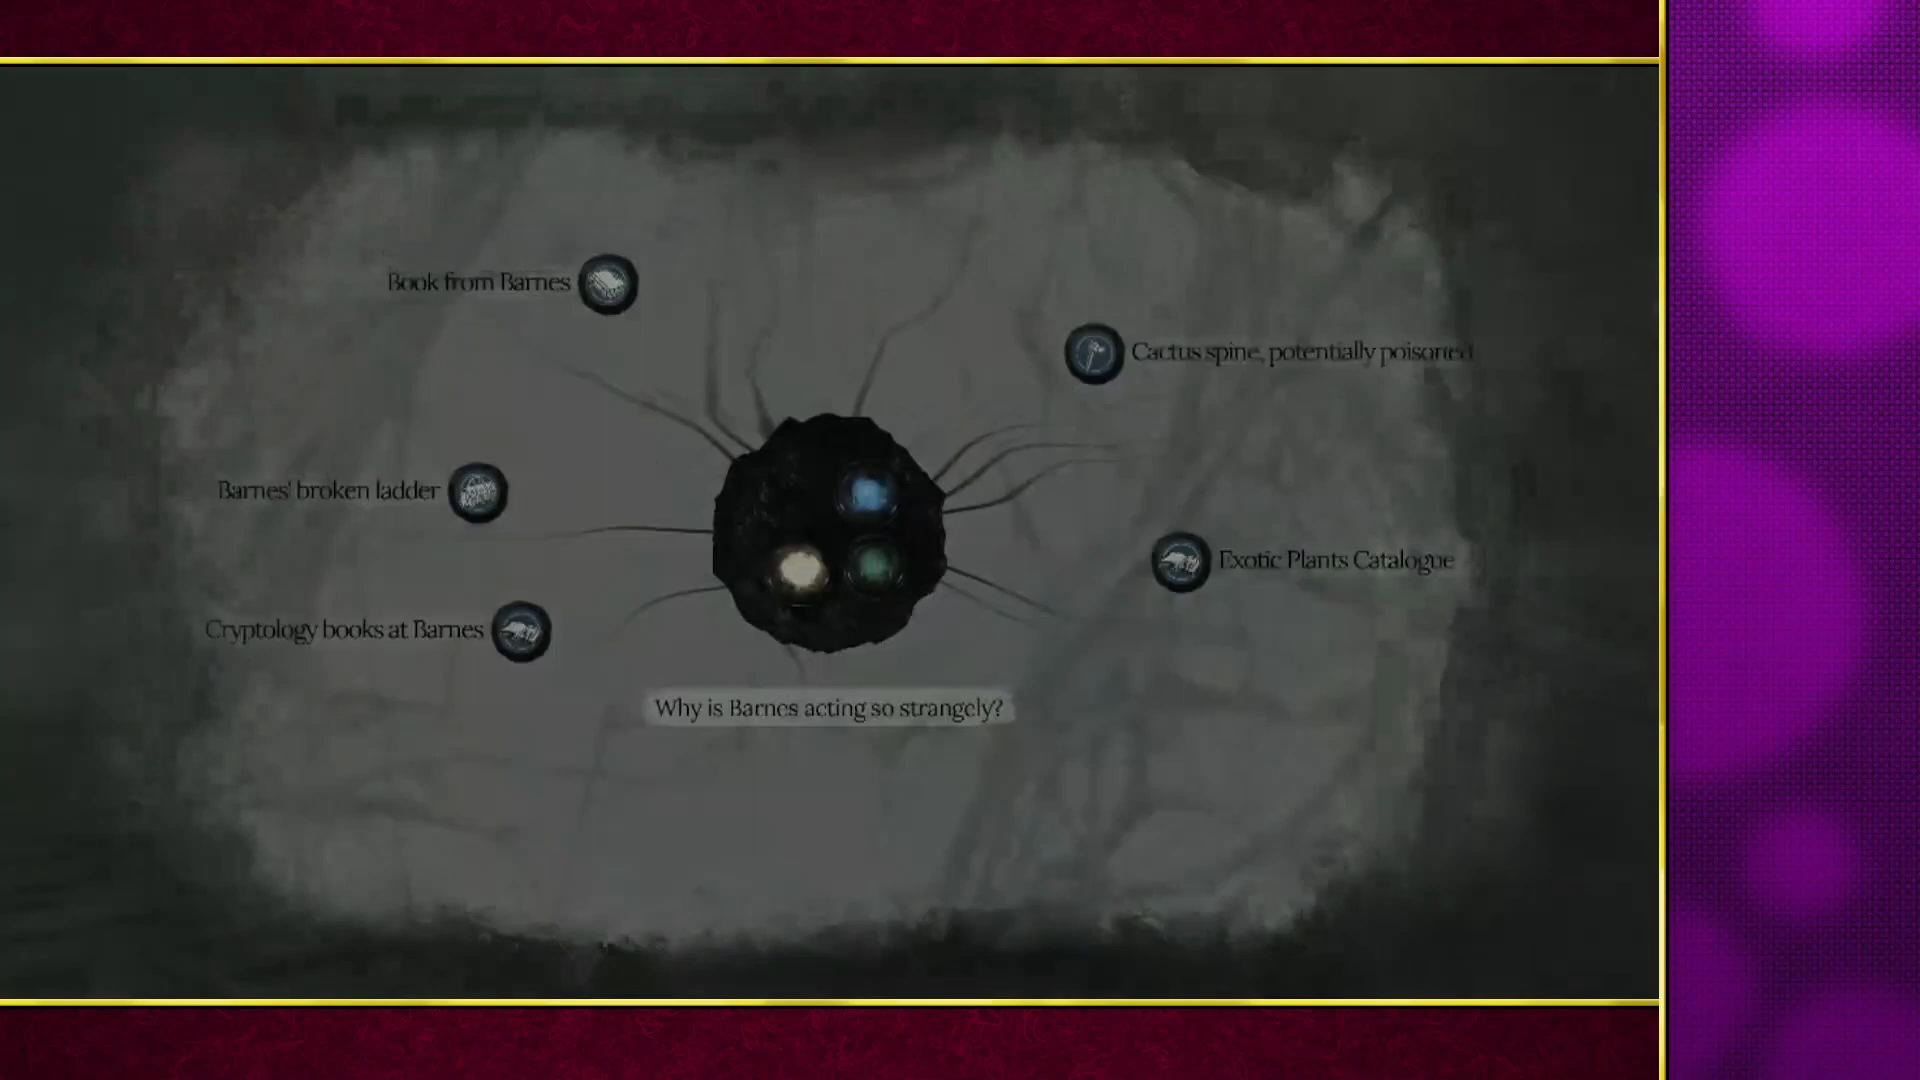 Book from Barnes
Cactus spine, potentially poisoned
Barnes' broken ladder
Exotic Plants Catalogue
Cryptology books at Barnes
Why is Barnes acting so strangely?